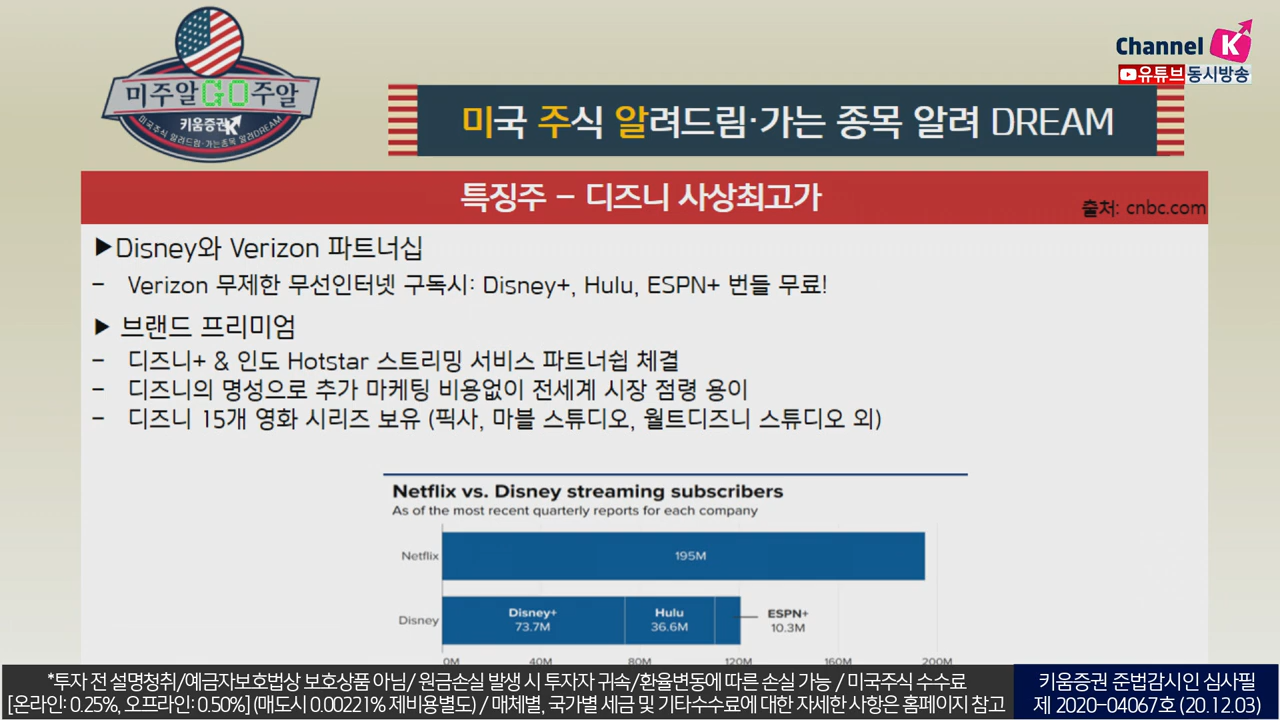 미주알GO주알
키움증권K
미국주식 알려드림·가는종목 알려DREAM
Channel K
유튜브동시방송
미국 주식 알려드림·가는 종목 알려 DREAM
특징주 – 디즈니 사상최고가
출처: cnbc.com
▶Disney와 Verizon 파트너십
- Verizon 무제한 무선인터넷 구독시: Disney+, Hulu, ESPN+ 번들 무료!
▶ 브랜드 프리미엄
- 디즈니+ & 인도 Hotstar 스트리밍 서비스 파트너쉽 체결
- 디즈니의 명성으로 추가 마케팅 비용없이 전세계 시장 점령 용이
- 디즈니 15개 영화 시리즈 보유 (픽사, 마블 스튜디오, 월트디즈니 스튜디오 외)
Netflix vs. Disney streaming subscribers
As of the most recent quarterly reports for each company
Netflix
195M
Disney
Disney+
73.7M
Hulu
36.6M
ESPN+
10.3M
0M 40M 80M 120M 160M 200M
*투자 전 설명청취/예금자보호법상 보호상품 아님/ 원금손실 발생 시 투자자 귀속/환율변동에 따른 손실 가능 / 미국주식 수수료
[온라인: 0.25%, 오프라인: 0.50%] (매도시 0.00221% 제비용별도) / 매체별, 국가별 세금 및 기타수수료에 대한 자세한 사항은 홈페이지 참고
키움증권 준법감시인 심사필
제 2020-04067호 (20.12.03)